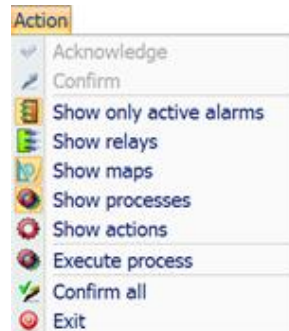 Action
Acknowledge
Confirm
Show only active alarms
Show relays
Show maps
Show processes
Show actions
Execute process
Confirm all
Exit